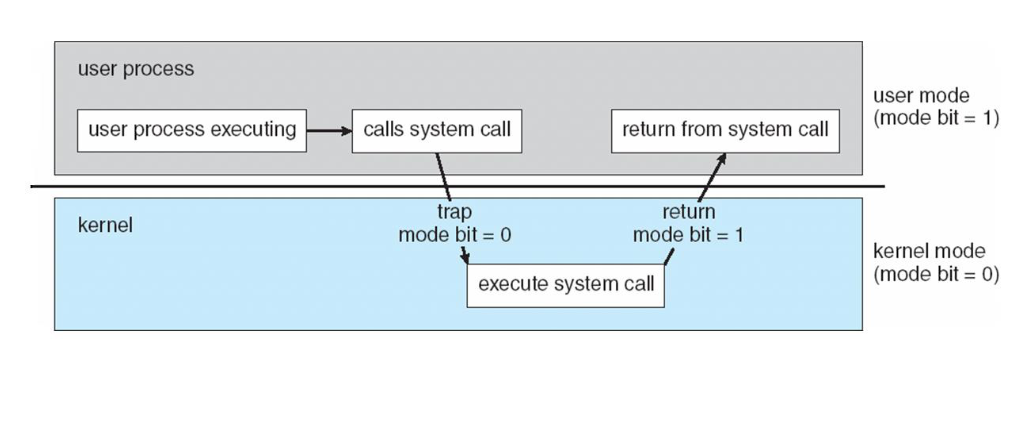 user process
user process executing
calls system call
return from system call
user mode
(mode bit = 1)
kernel
trap
mode bit = 0
return
mode bit = 1
execute system call
kernel mode
(mode bit = 0)